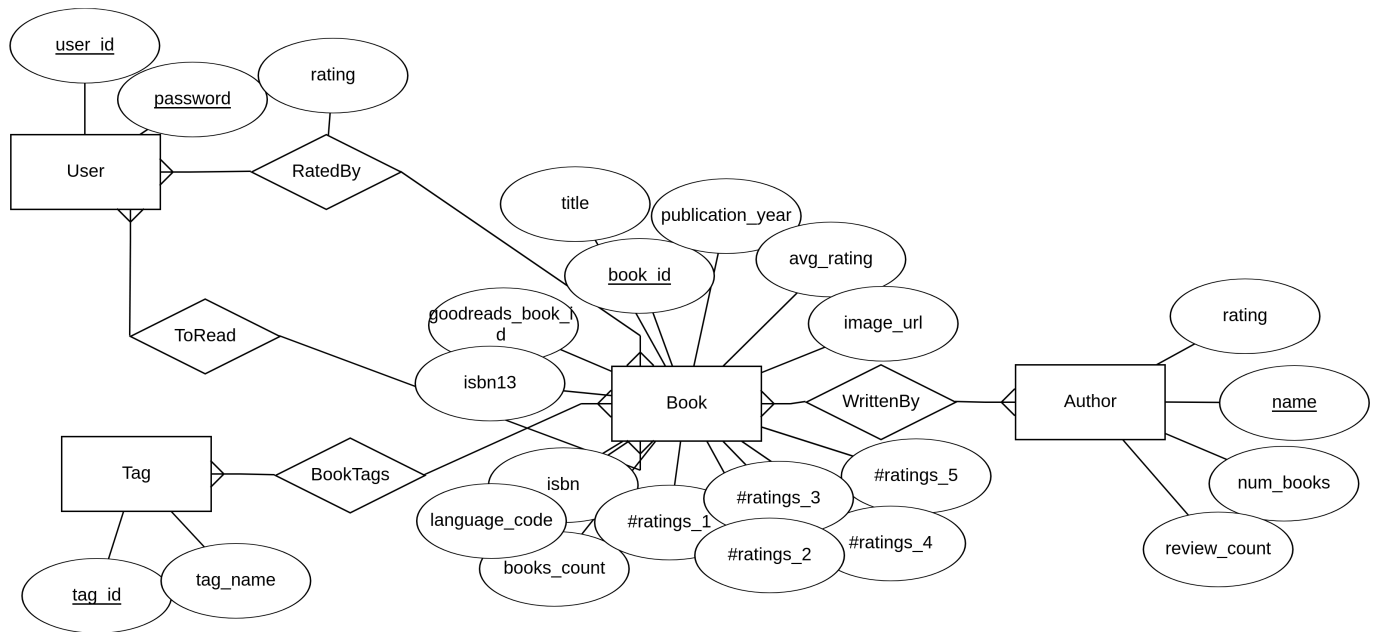 user_id
password
rating
User
RatedBy
title
publication_year
book_id
avg_rating
goodreads_book_i
d
image_url
rating
ToRead
isbn13
Book
WrittenBy
Author
name
Tag
BookTags
isbn
#ratings_3
#ratings_5
num_books
language_code
#ratings_1
#ratings_2
#ratings_4
review_count
books_count
tag_id
tag_name